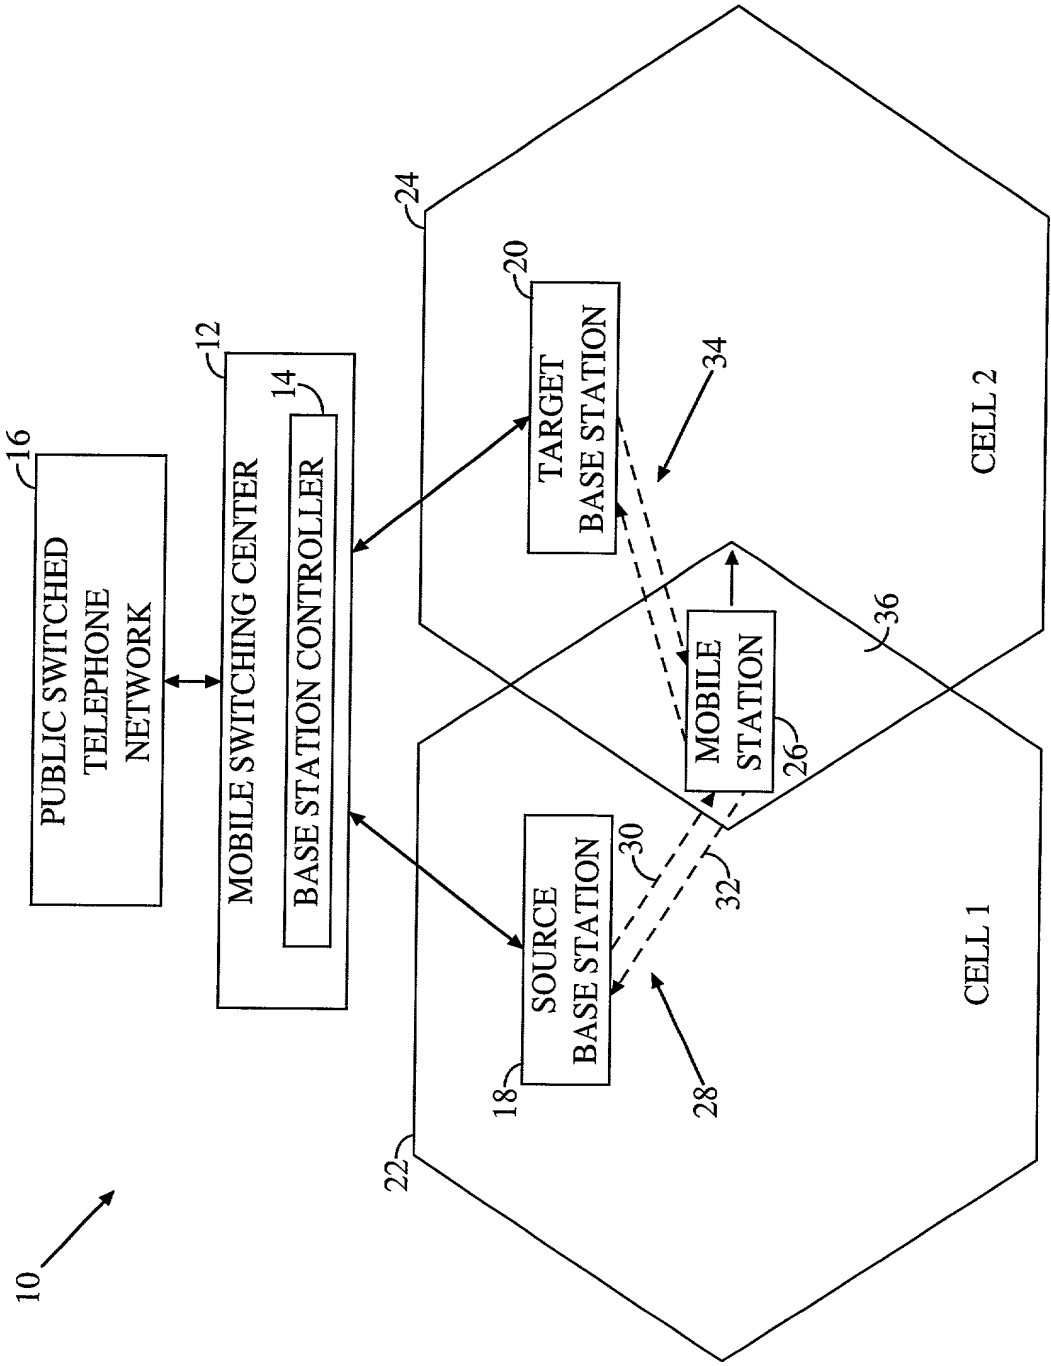 10
16
PUBLIC SWITCHED
TELEPHONE
NETWORK
12
MOBILE SWITCHING CENTER
14
BASE STATION CONTROLLER
22
24
18
SOURCE
BASE STATION
20
TARGET
BASE STATION
28
30
32
34
MOBILE
STATION
26
36
CELL 1
CELL 2